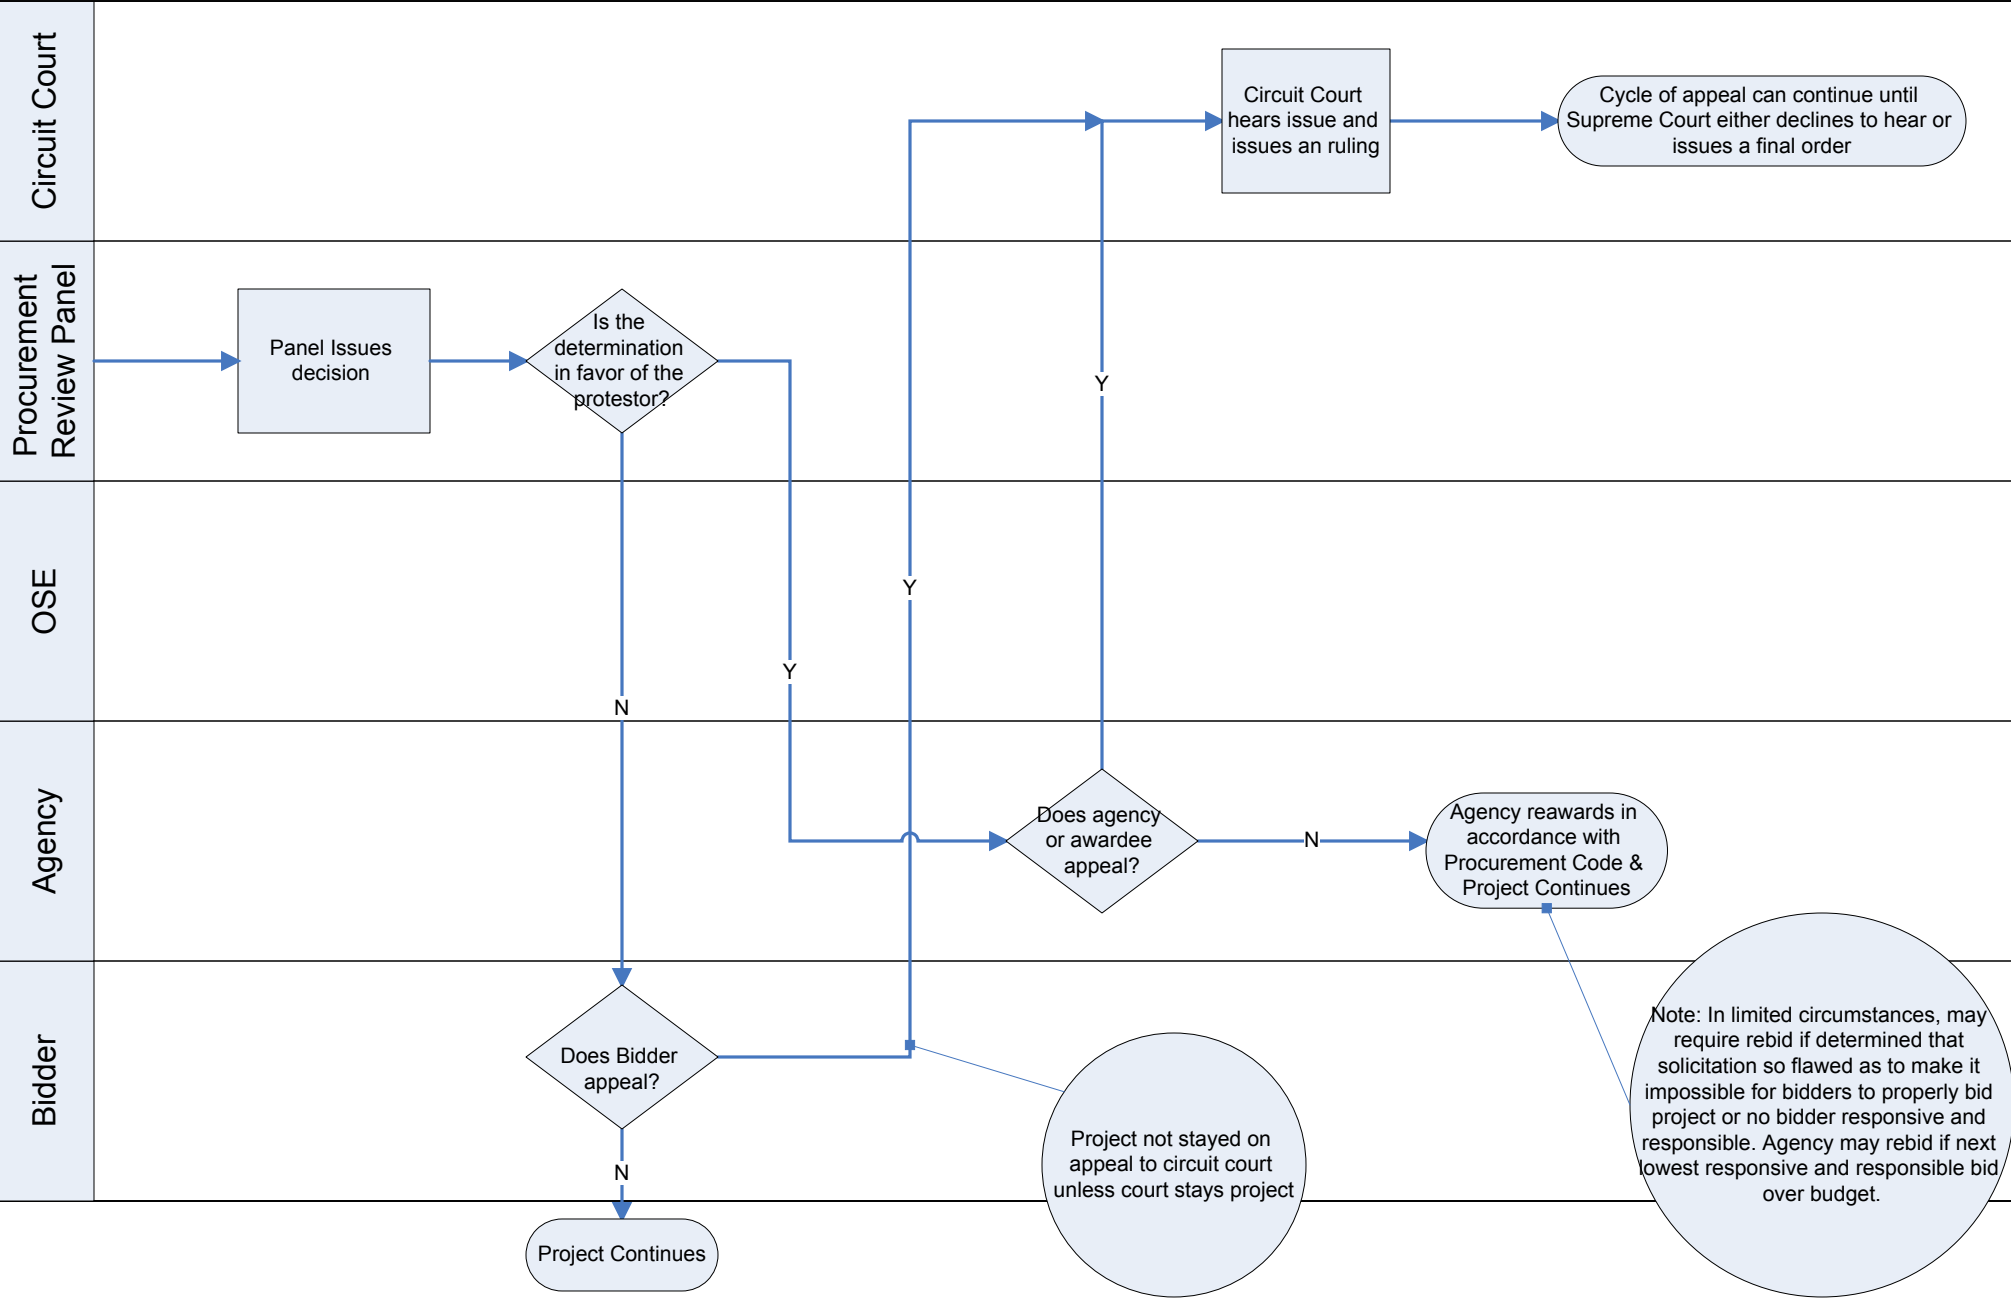 Circuit Court
Circuit Court
hears issue and
issues an ruling
Cycle of appeal can continue until
Supreme Court either declines to hear or
issues a final order
Procurement
Review Panel
Panel Issues
decision
Is the
determination
in favor of the
protestor?
Y
OSE
Y
Y
N
Agency
Does agency
or awardee
appeal?
N
Agency reawards in
accordance with
Procurement Code &
Project Continues
Bidder
Does Bidder
appeal?
N
Project not stayed on
appeal to circuit court
unless court stays project
Note: In limited circumstances, may
require rebid if determined that
solicitation so flawed as to make it
impossible for bidders to properly bid
project or no bidder responsive and
responsible. Agency may rebid if next
lowest responsive and responsible bid
over budget.
Project Continues